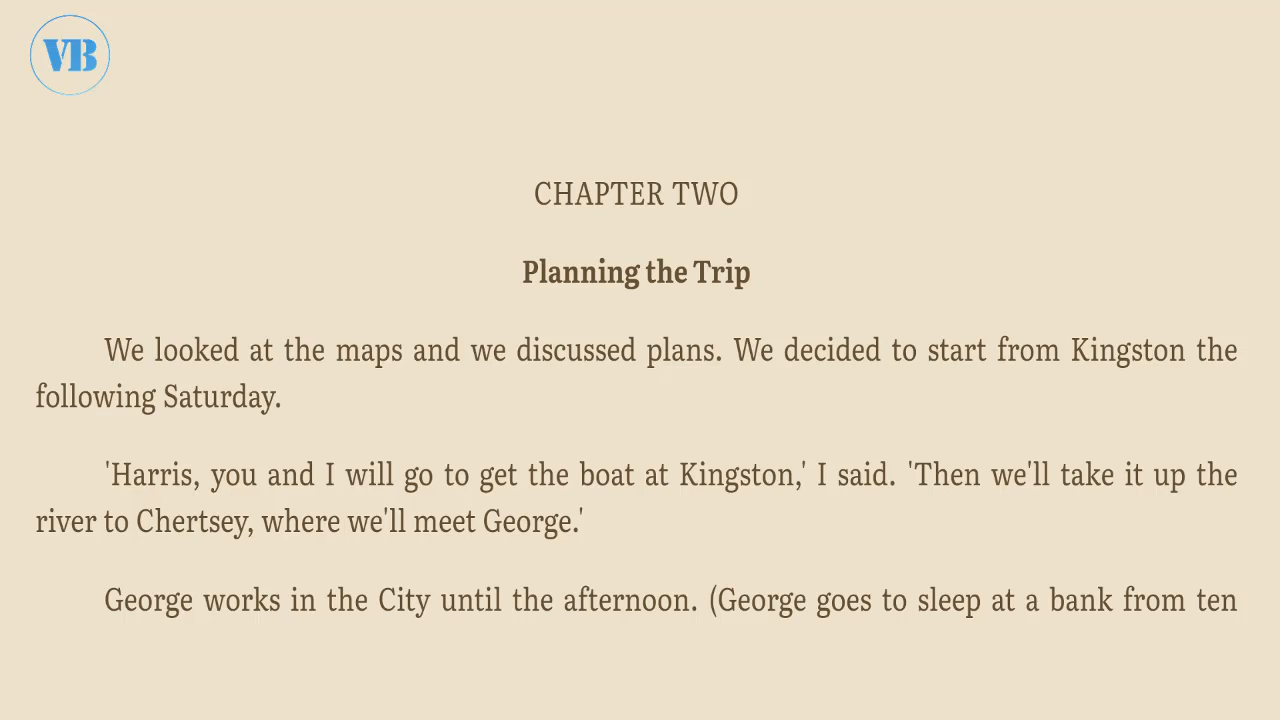 VB
CHAPTER TWO
Planning the Trip
We looked at the maps and we discussed plans. We decided to start from Kingston the
following Saturday.
'Harris, you and I will go to get the boat at Kingston,' I said. 'Then we'll take it up the
river to Chertsey, where we'll meet George.'
George works in the City until the afternoon. (George goes to sleep at a bank from ten